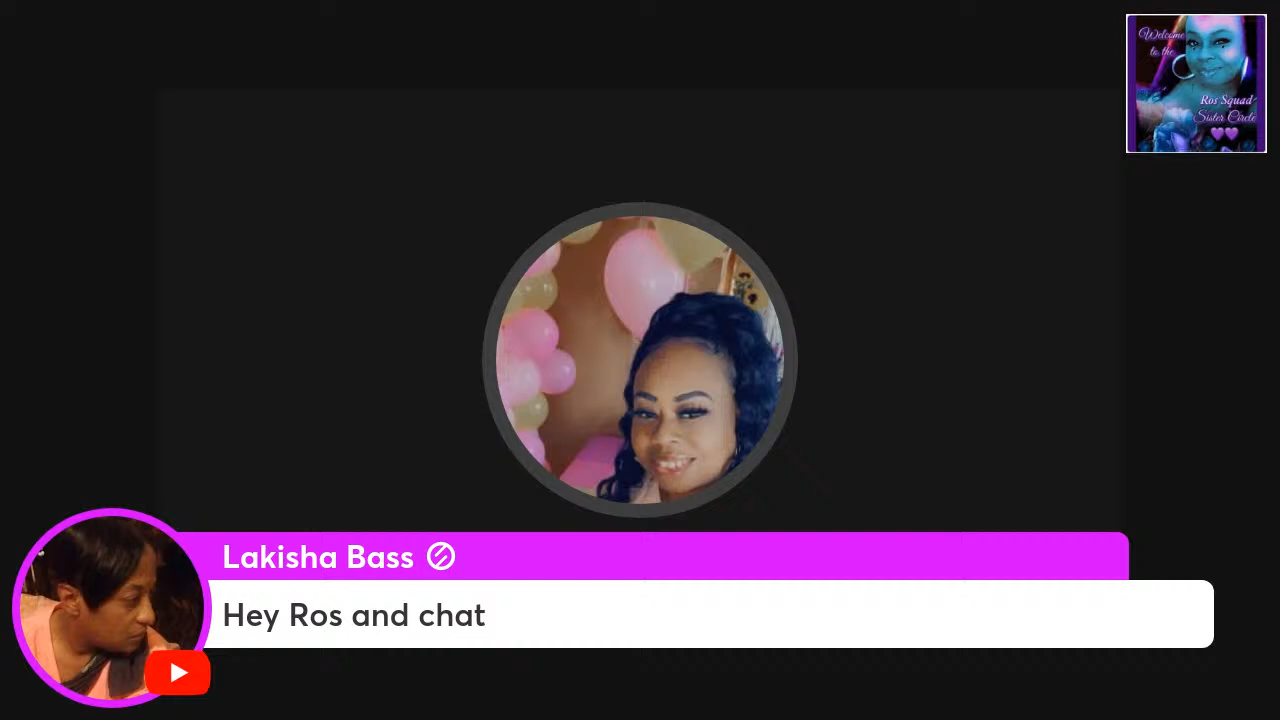 Welcome
to the
Ros Squad
Sister Circle
Lakisha Bass
Hey Ros and chat